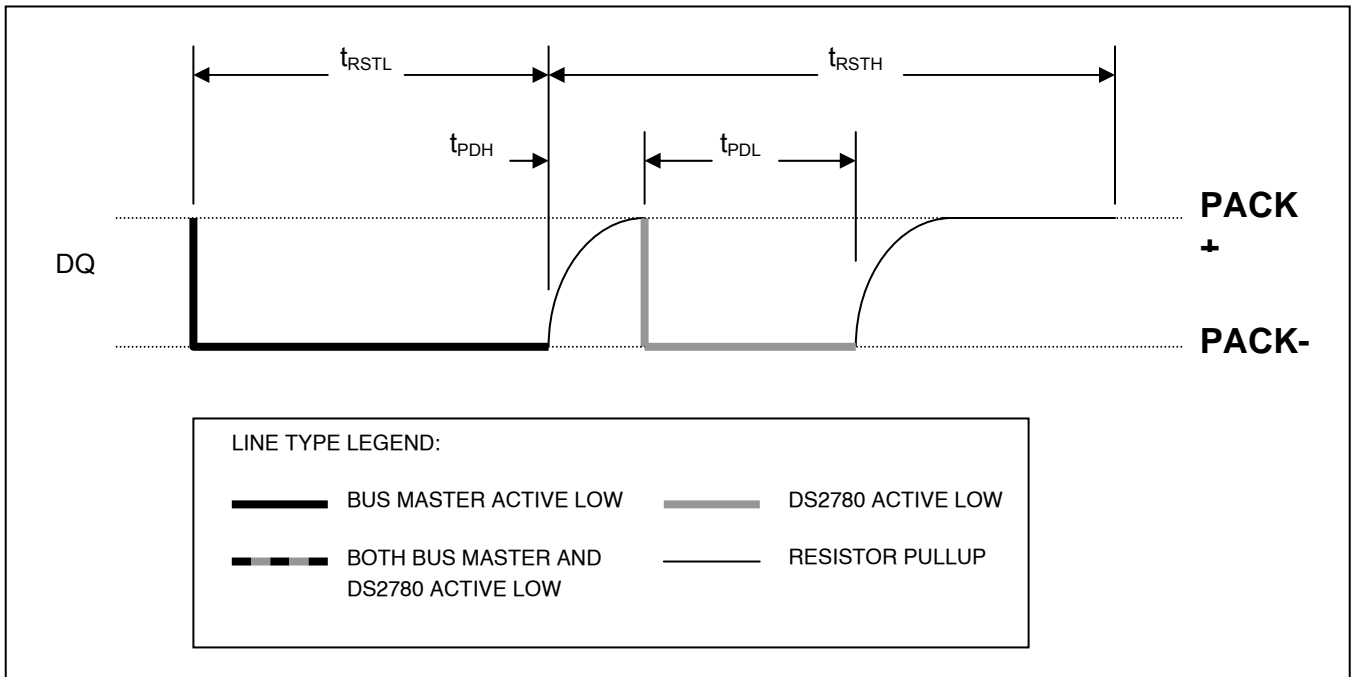 tRSTL
tRSTH
tPDH
tPDL
PACK
+
DQ
PACK-
LINE TYPE LEGEND:
BUS MASTER ACTIVE LOW
DS2780 ACTIVE LOW
BOTH BUS MASTER AND
DS2780 ACTIVE LOW
RESISTOR PULLUP